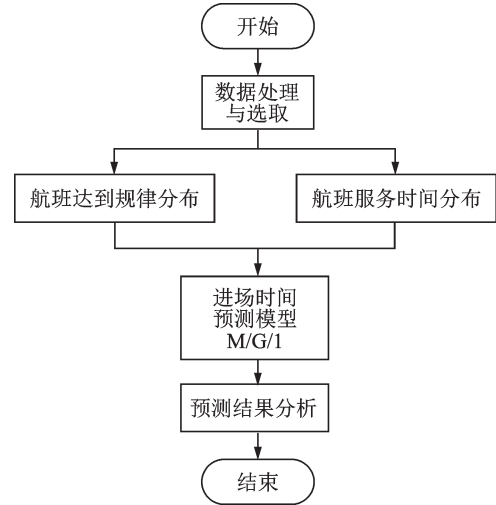 开始
数据处理
与选取
航班达到规律分布
航班服务时间分布
进场时间
预测模型
M/G/1
预测结果分析
结束